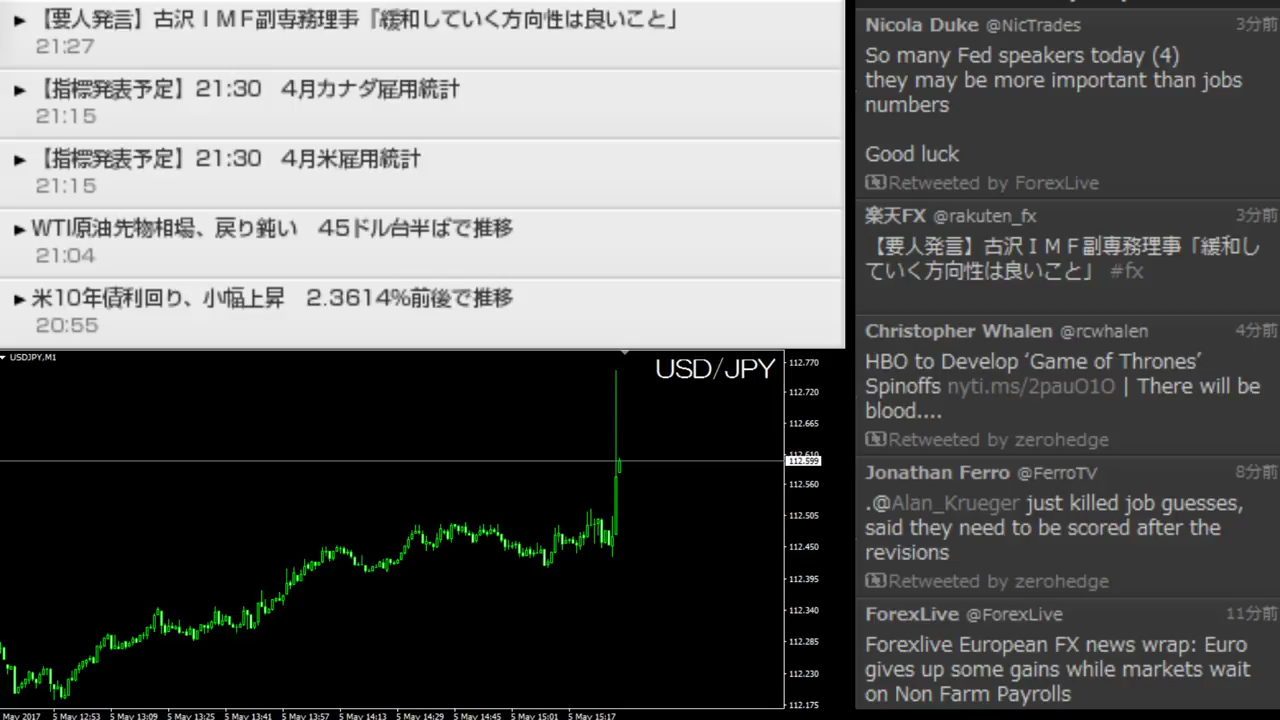 ▶【要人発言】古沢ＩＭＦ副専務理事「緩和していく方向性は良いこと」
21:27
▶【指標発表予定】21:30　4月カナダ雇用統計
21:15
▶【指標発表予定】21:30　4月米雇用統計
21:15
▶WTI原油先物相場、戻り鈍い　45ドル台半ばで推移
21:04
▶米10年債利回り、小幅上昇　2.3614%前後で推移
20:55
USDJPY,M1
USD/JPY
112.770
112.720
112.665
112.610
112.599
112.560
112.505
112.450
112.395
112.340
112.285
112.230
112.175
May 2017 5 May 12:53 5 May 13:09 5 May 13:25 5 May 13:41 5 May 13:57 5 May 14:13 5 May 14:29 5 May 14:45 5 May 15:01 5 May 15:17
Nicola Duke @NicTrades 3分前
So many Fed speakers today (4)
they may be more important than jobs
numbers
Good luck
Retweeted by ForexLive
楽天FX @rakuten_fx 3分前
【要人発言】古沢ＩＭＦ副専務理事「緩和し
ていく方向性は良いこと」 #fx
Christopher Whalen @rcwhalen 4分前
HBO to Develop ‘Game of Thrones’
Spinoffs nyti.ms/2pauO1O | There will be
blood....
Retweeted by zerohedge
Jonathan Ferro @FerroTV 8分前
.@Alan_Krueger just killed job guesses,
said they need to be scored after the
revisions
Retweeted by zerohedge
ForexLive @ForexLive 11分前
Forexlive European FX news wrap: Euro
gives up some gains while markets wait
on Non Farm Payrolls